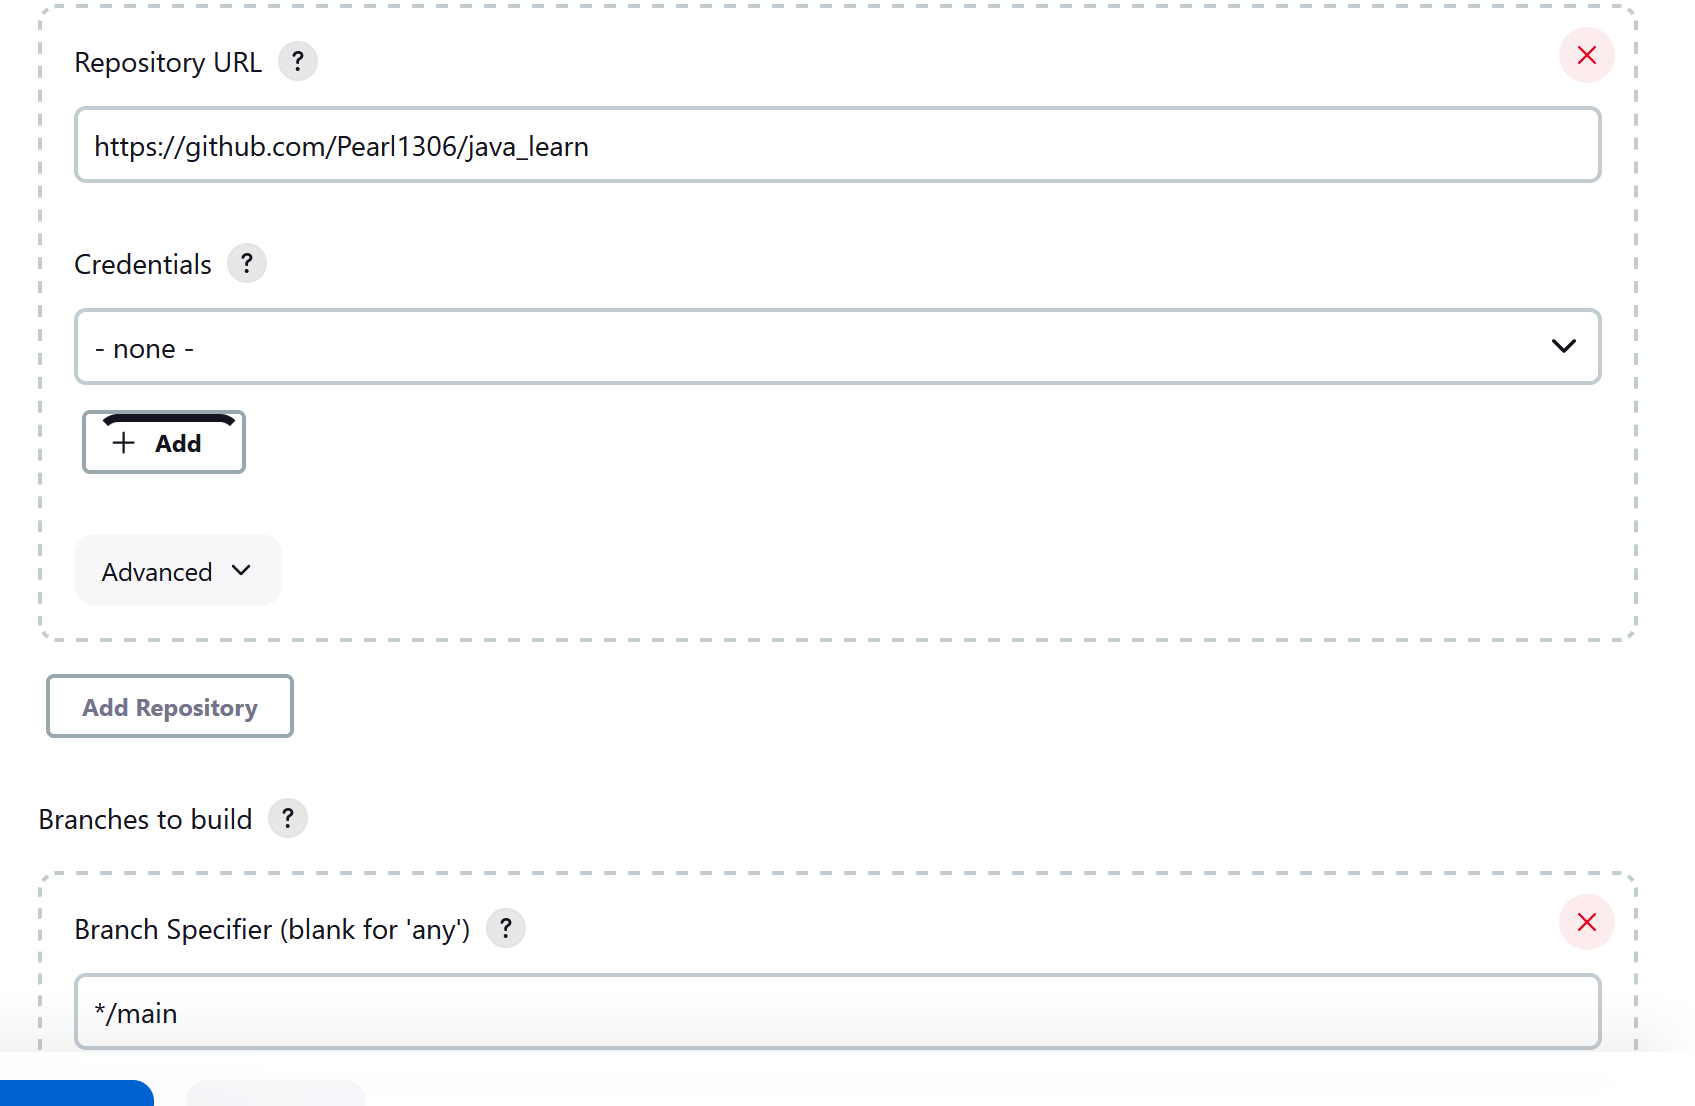 Repository URL ?
https://github.com/Pearl1306/java_learn
Credentials ?
- none -
+ Add
Advanced
Add Repository
Branches to build ?
Branch Specifier (blank for 'any') ?
*/main